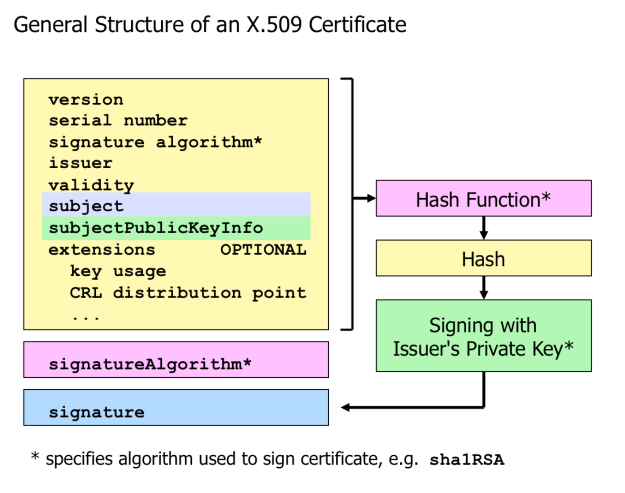 General Structure of an X.509 Certificate
version
serial number
signature algorithm*
issuer
validity
subject
subjectPublicKeyInfo
extensions OPTIONAL
key usage
CRL distribution point
...
signatureAlgorithm*
signature
Hash Function*
Hash
Signing with
Issuer's Private Key*
* specifies algorithm used to sign certificate, e.g. sha1RSA